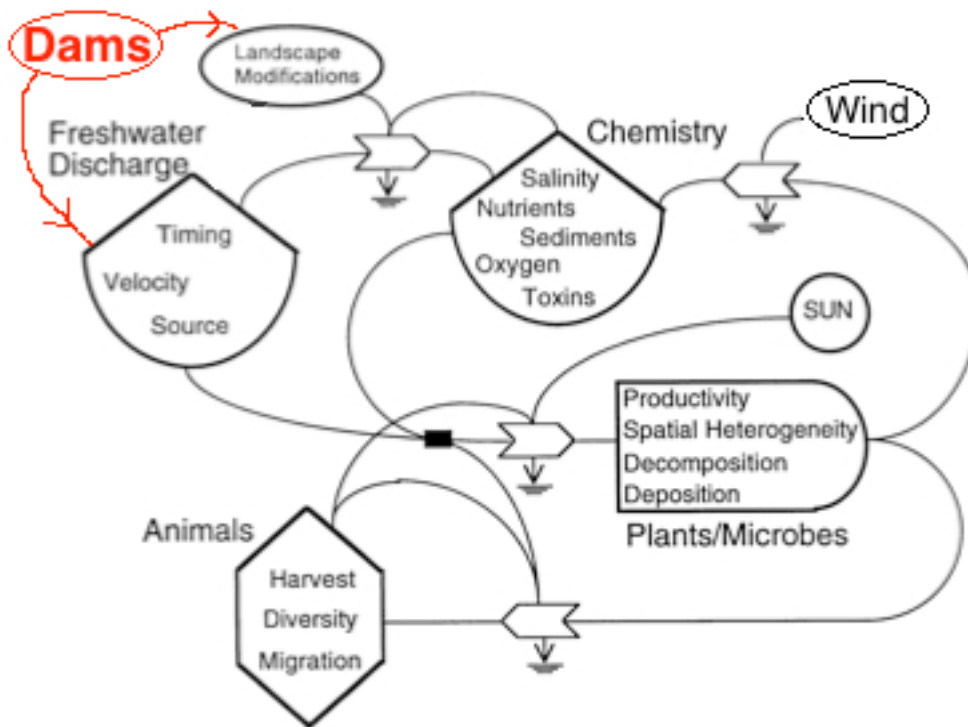 Dams
Landscape
Modifications
Wind
Freshwater
Discharge
Chemistry
Timing
Velocity
Source
Salinity
Nutrients
Sediments
Oxygen
Toxins
SUN
Productivity
Spatial Heterogeneity
Decomposition
Deposition
Plants/Microbes
Animals
Harvest
Diversity
Migration